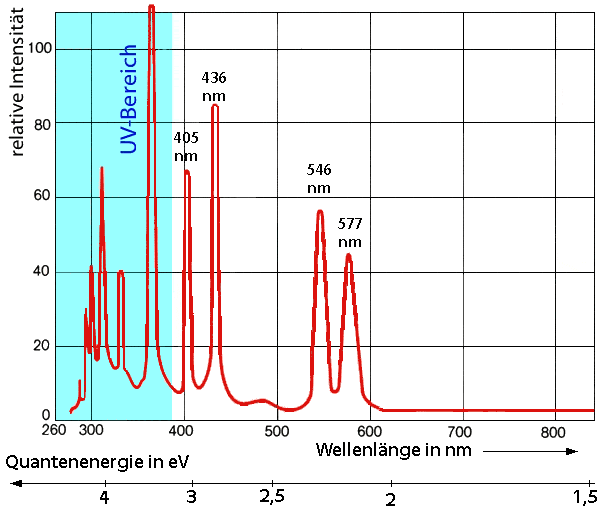 relative Intensität
100
80
60
40
20
0
UV-Bereich
405
nm
436
nm
546
nm
577
nm
260 300 400 500 600 700 800
Wellenlänge in nm
Quantenenergie in eV
4 3 2,5 2 1,5